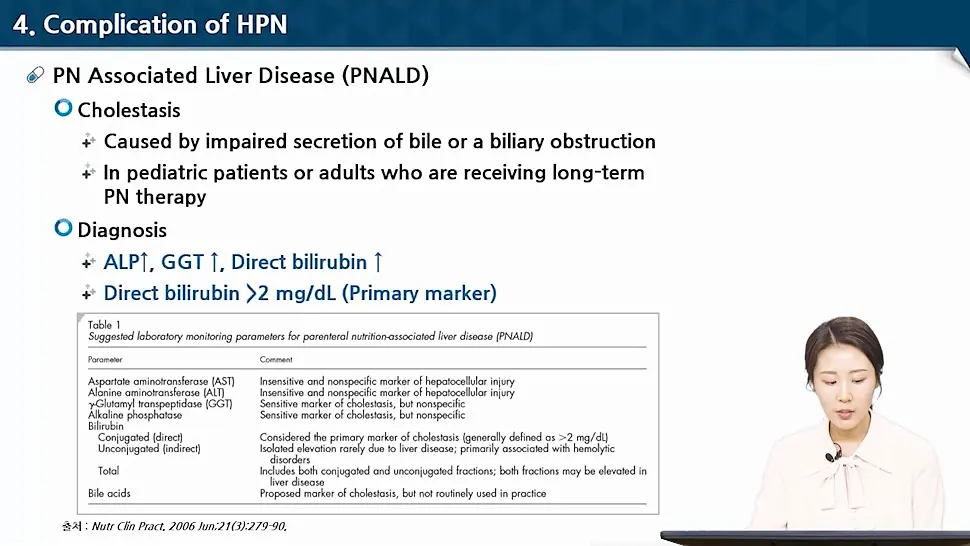 4. Complication of HPN
PN Associated Liver Disease (PNALD)
Cholestasis
Caused by impaired secretion of bile or a biliary obstruction
In pediatric patients or adults who are receiving long-term
PN therapy
Diagnosis
ALP↑, GGT ↑, Direct bilirubin ↑
Direct bilirubin >2 mg/dL (Primary marker)
Table 1
Suggested laboratory monitoring parameters for parenteral nutrition-associated liver disease (PNALD)
Parameter Comment
Aspartate aminotransferase (AST) Insensitive and nonspecific marker of hepatocellular injury
Alanine aminotransferase (ALT) Insensitive and nonspecific marker of hepatocellular injury
γ-Glutamyl transpeptidase (GGT) Sensitive marker of cholestasis, but nonspecific
Alkaline phosphatase Sensitive marker of cholestasis, but nonspecific
Bilirubin
Conjugated (direct) Considered the primary marker of cholestasis (generally defined as >2 mg/dL)
Unconjugated (indirect) Isolated elevation rarely due to liver disease; primarily associated with hemolytic
disorders
Total Includes both conjugated and unconjugated fractions; both fractions may be elevated in
liver disease
Bile acids Proposed marker of cholestasis, but not routinely used in practice
출처 : Nutr Clin Pract. 2006 Jun;21(3):279-90.